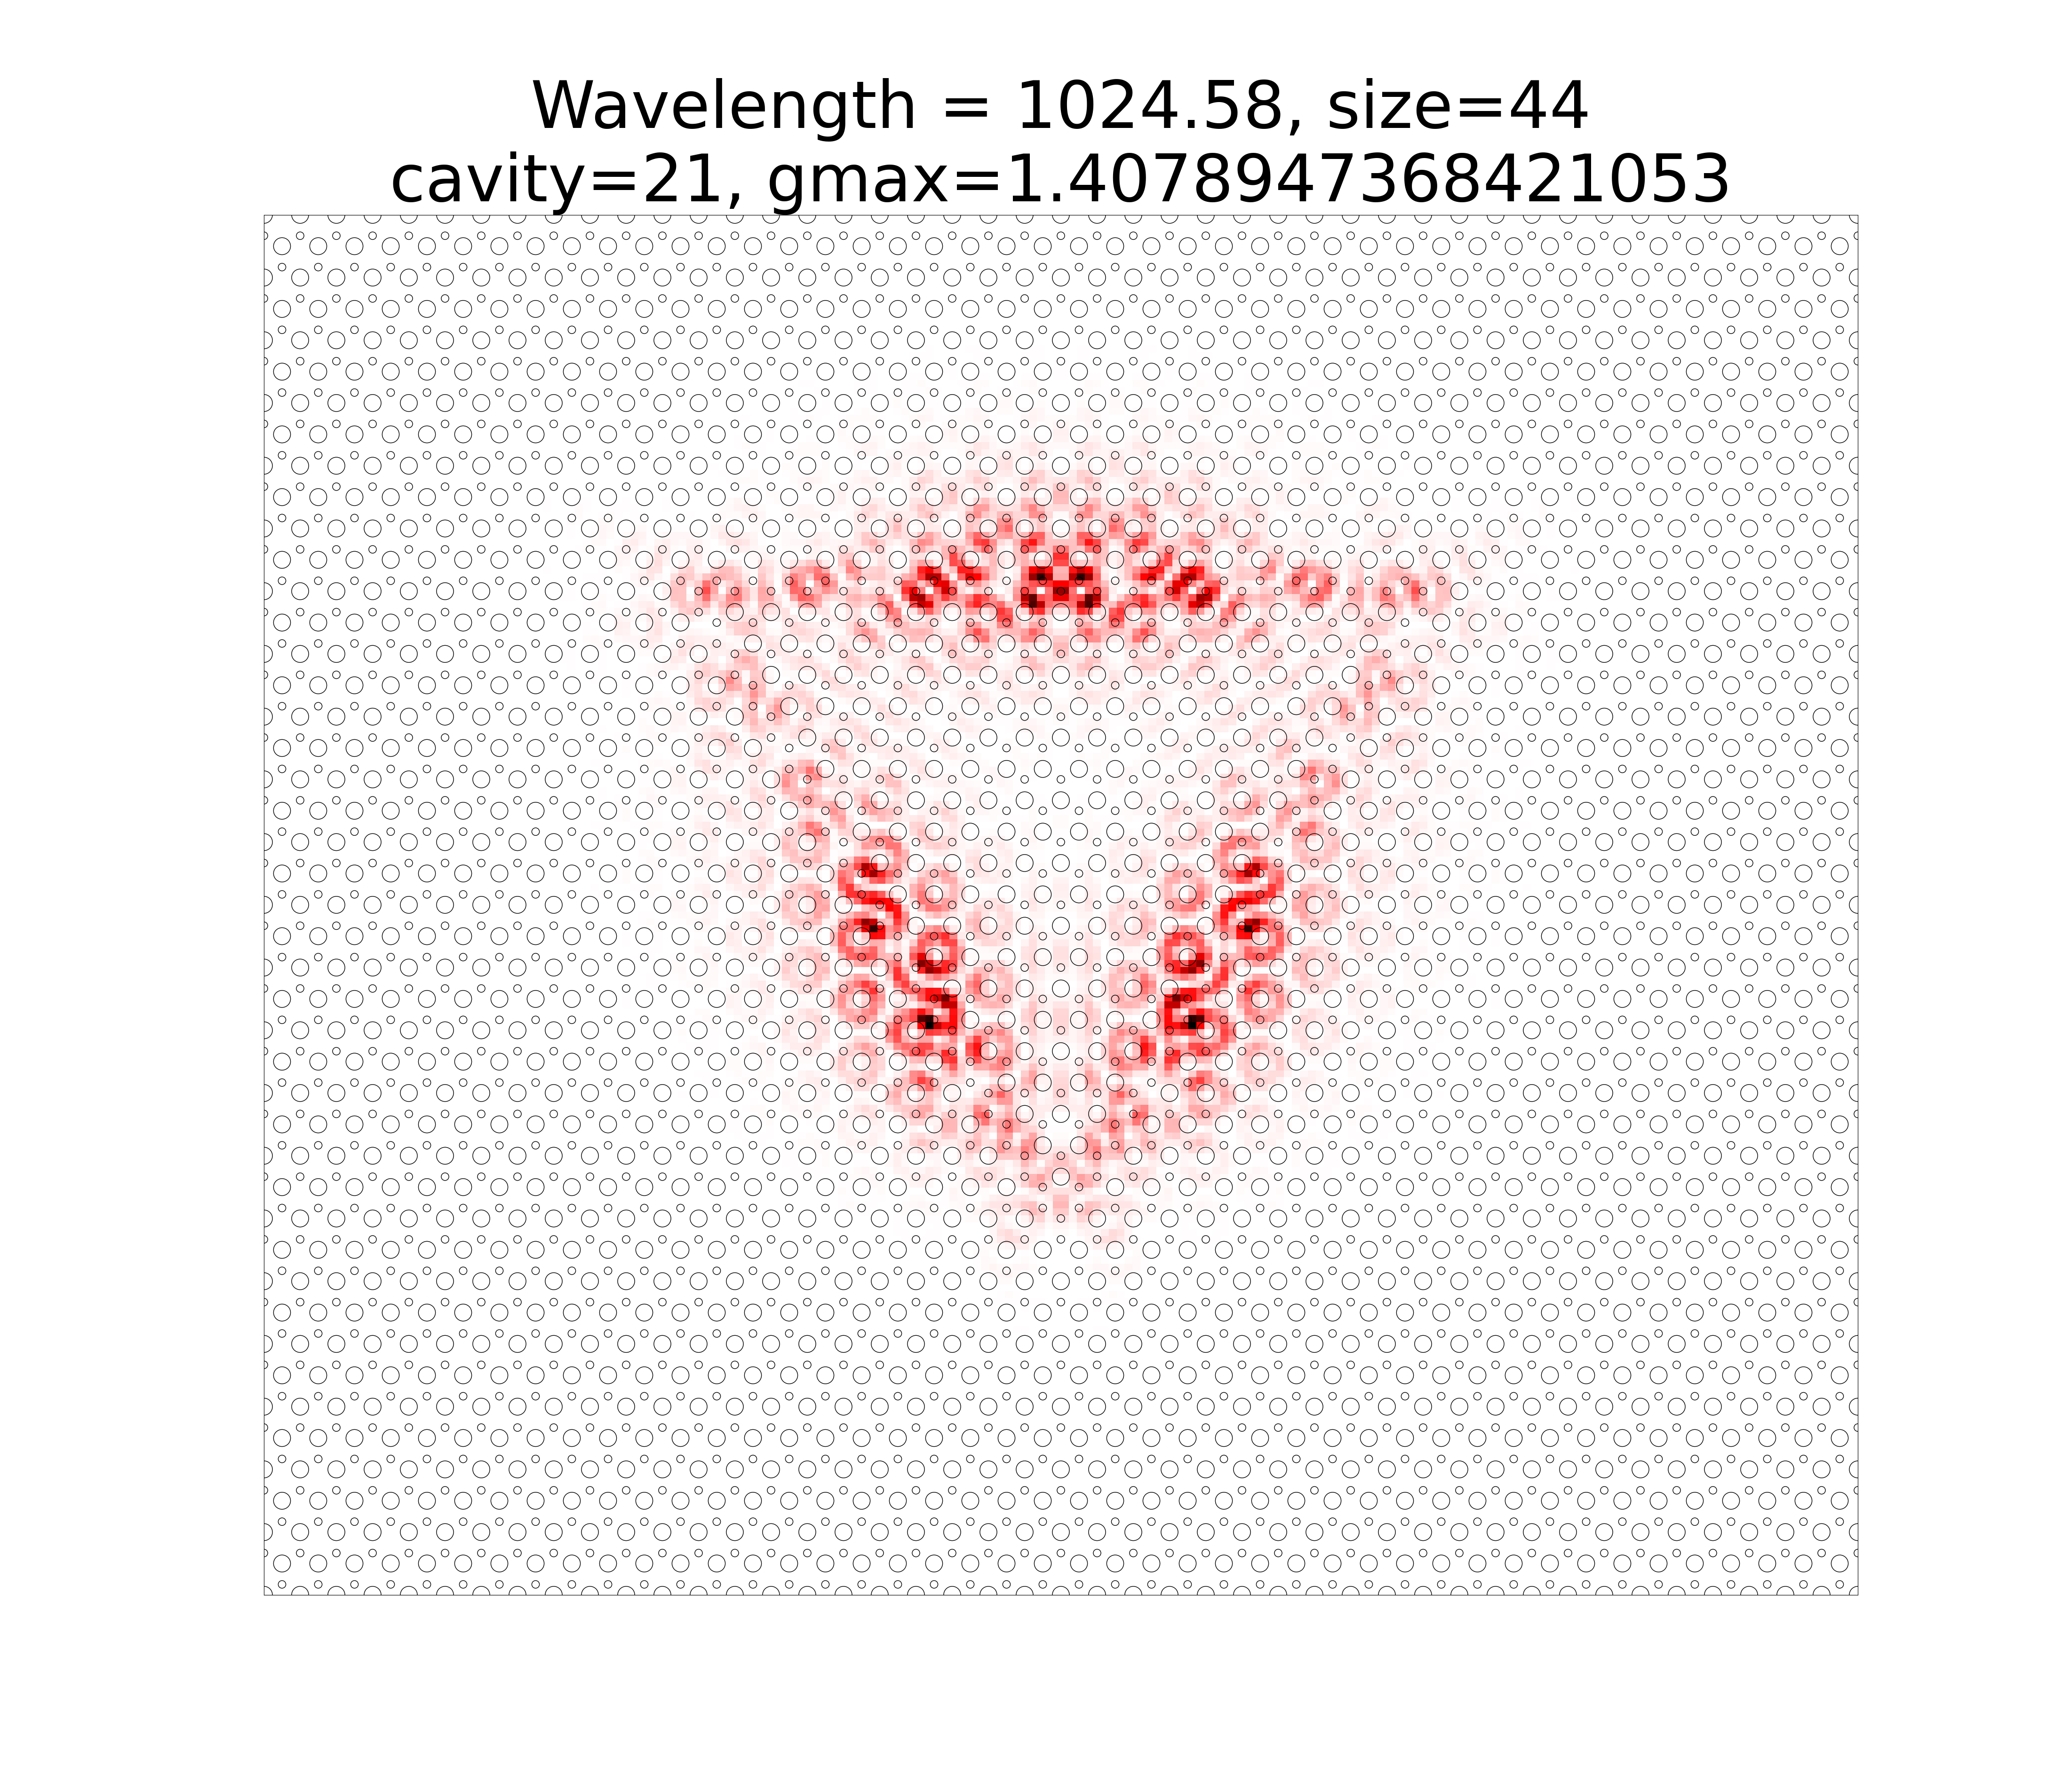 Wavelength = 1024.58, size=44
cavity=21, gmax=1.4078947368421053